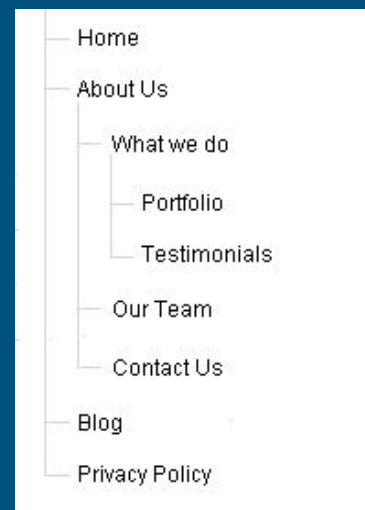 Home
About Us
What we do
Portfolio
Testimonials
Our Team
Contact Us
Blog
Privacy Policy